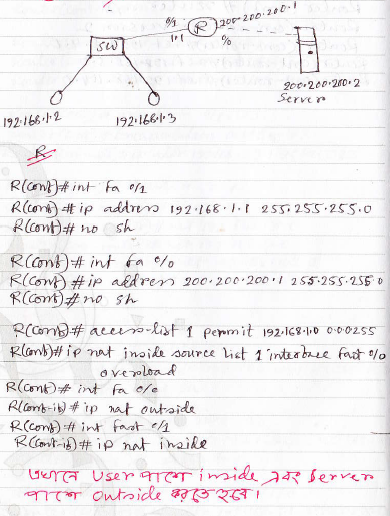 0/1 R 200.200.200.1
SW 1.1 0/0
192.168.1.2 192.168.1.3 200.200.200.2
Server
R
R(Conf)# int fa 0/1
R(Conf)# ip address 192.168.1.1 255.255.255.0
R(Conf)# no sh
R(Conf)# int fa 0/0
R(Conf)# ip address 200.200.200.1 255.255.255.0
R(Conf)# no sh
R(Conf)# access-list 1 permit 192.168.1.0 0.0.0.255
R(Conf)# ip nat inside source list 1 interface fast 0/0
overload
R(Conf)# int fa 0/0
R(Conf-if)# ip nat outside
R(Conf)# int fast 0/1
R(Conf-if)# ip nat inside
এখানে User পাশে inside এবং Server
পাশে outside করতে হবে।